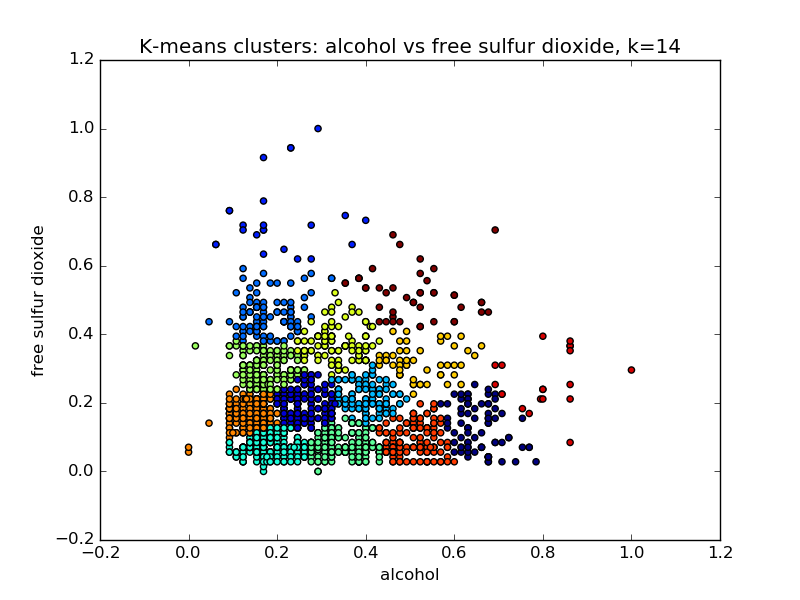 K-means clusters: alcohol vs free sulfur dioxide, k=14
1.2
1.0
0.8
0.6
0.4
0.2
0.0
−0.2
free sulfur dioxide
−0.2 0.0 0.2 0.4 0.6 0.8 1.0 1.2
alcohol